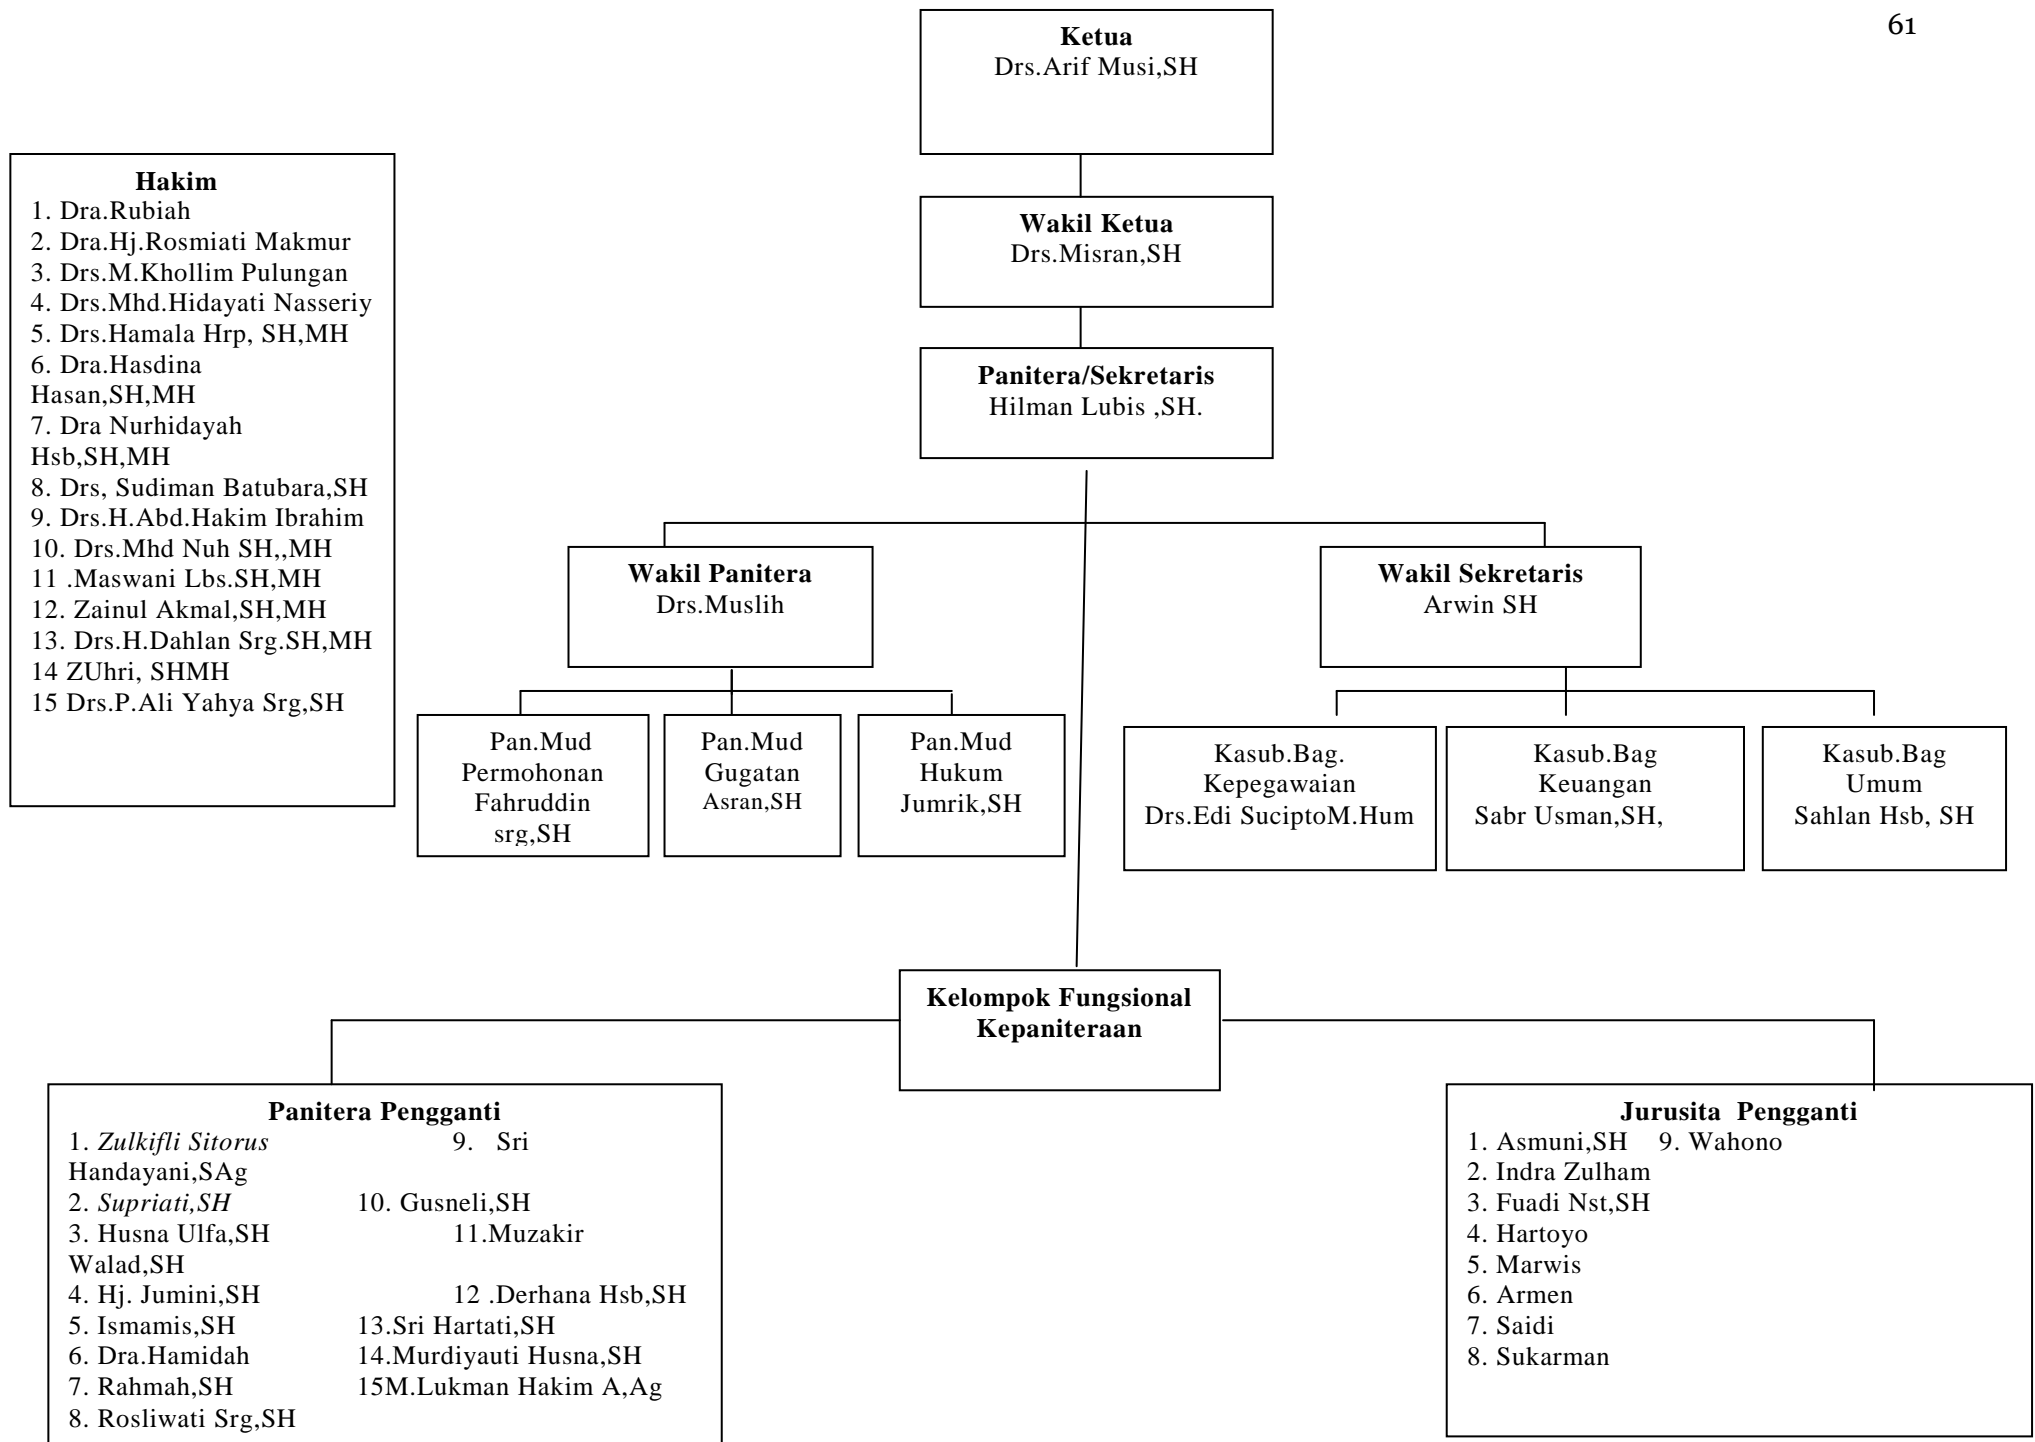 61
Ketua
Drs.Arif Musi,SH
Hakim
1. Dra.Rubiah
2. Dra.Hj.Rosmiati Makmur
3. Drs.M.Khollim Pulungan
4. Drs.Mhd.Hidayati Nasseriy
5. Drs.Hamala Hrp, SH,MH
6. Dra.Hasdina
Hasan,SH,MH
7. Dra Nurhidayah
Hsb,SH,MH
8. Drs, Sudiman Batubara,SH
9. Drs.H.Abd.Hakim Ibrahim
10. Drs.Mhd Nuh SH,,MH
11 .Maswani Lbs.SH,MH
12. Zainul Akmal,SH,MH
13. Drs.H.Dahlan Srg.SH,MH
14 ZUhri, SHMH
15 Drs.P.Ali Yahya Srg,SH
Wakil Ketua
Drs.Misran,SH
Panitera/Sekretaris
Hilman Lubis ,SH.
Wakil Panitera
Drs.Muslih
Wakil Sekretaris
Arwin SH
Pan.Mud
Permohonan
Fahruddin
srg,SH
Pan.Mud
Gugatan
Asran,SH
Pan.Mud
Hukum
Jumrik,SH
Kasub.Bag.
Kepegawaian
Drs.Edi SuciptoM.Hum
Kasub.Bag
Keuangan
Sabr Usman,SH,
Kasub.Bag
Umum
Sahlan Hsb, SH
Kelompok Fungsional
Kepaniteraan
Panitera Pengganti
1. Zulkifli Sitorus 9. Sri
Handayani,SAg
2. Supriati,SH 10. Gusneli,SH
3. Husna Ulfa,SH 11.Muzakir
Walad,SH
4. Hj. Jumini,SH 12 .Derhana Hsb,SH
5. Ismamis,SH 13.Sri Hartati,SH
6. Dra.Hamidah 14.Murdiyauti Husna,SH
7. Rahmah,SH 15M.Lukman Hakim A,Ag
8. Rosliwati Srg,SH
Jurusita Pengganti
1. Asmuni,SH 9. Wahono
2. Indra Zulham
3. Fuadi Nst,SH
4. Hartoyo
5. Marwis
6. Armen
7. Saidi
8. Sukarman